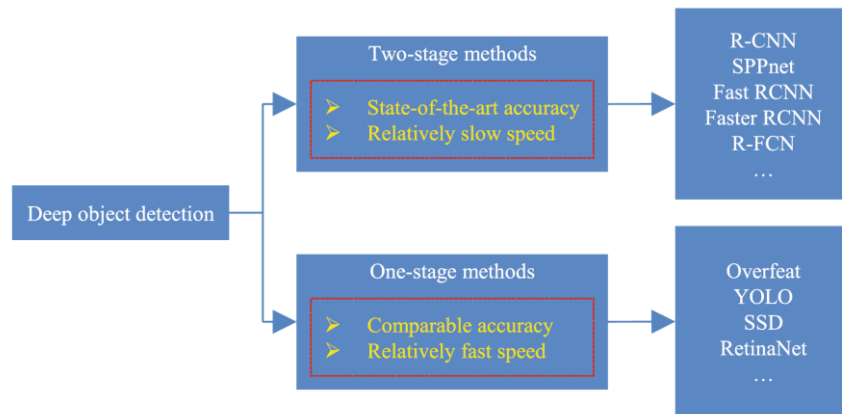 Deep object detection
Two-stage methods
➢ State-of-the-art accuracy
➢ Relatively slow speed
R-CNN
SPPnet
Fast RCNN
Faster RCNN
R-FCN
…
One-stage methods
➢ Comparable accuracy
➢ Relatively fast speed
Overfeat
YOLO
SSD
RetinaNet
…